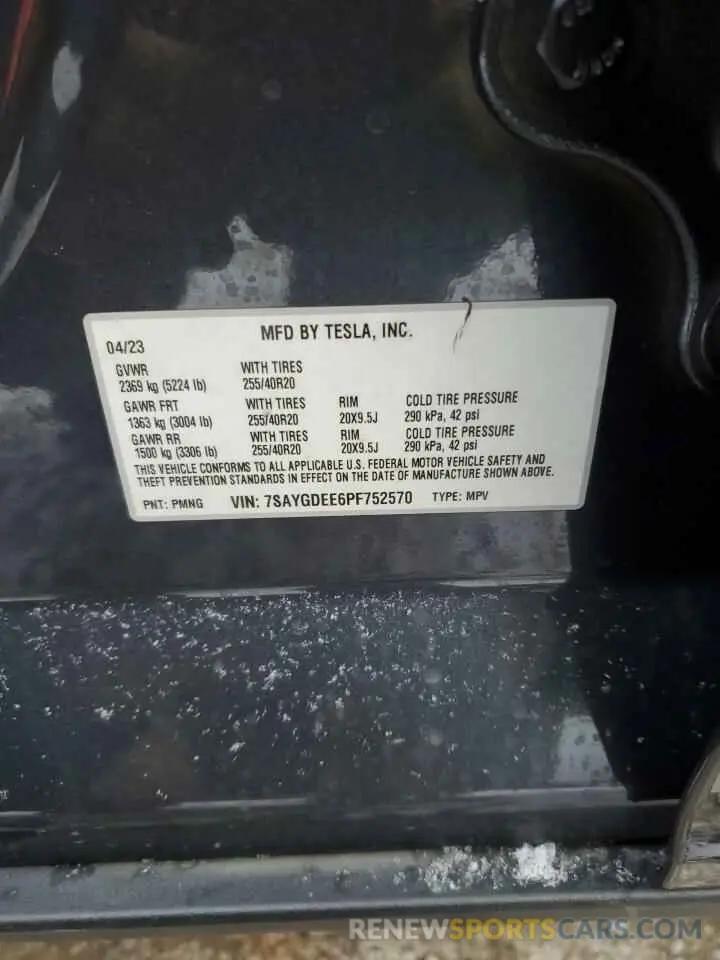 MFD BY TESLA, INC.
04/23
GVWR WITH TIRES
2369 kg (5224 lb) 255/40R20
GAWR FRT WITH TIRES RIM COLD TIRE PRESSURE
1363 kg (3004 lb) 255/40R20 20X9.5J 290 kPa, 42 psi
GAWR RR WITH TIRES RIM COLD TIRE PRESSURE
1500 kg (3306 lb) 255/40R20 20X9.5J 290 kPa, 42 psi
THIS VEHICLE CONFORMS TO ALL APPLICABLE U.S. FEDERAL MOTOR VEHICLE SAFETY AND
THEFT PREVENTION STANDARDS IN EFFECT ON THE DATE OF MANUFACTURE SHOWN ABOVE.
PNT: PMNG VIN: 7SAYGDEE6PF752570 TYPE: MPV
RENEWSPORTSCARS.COM